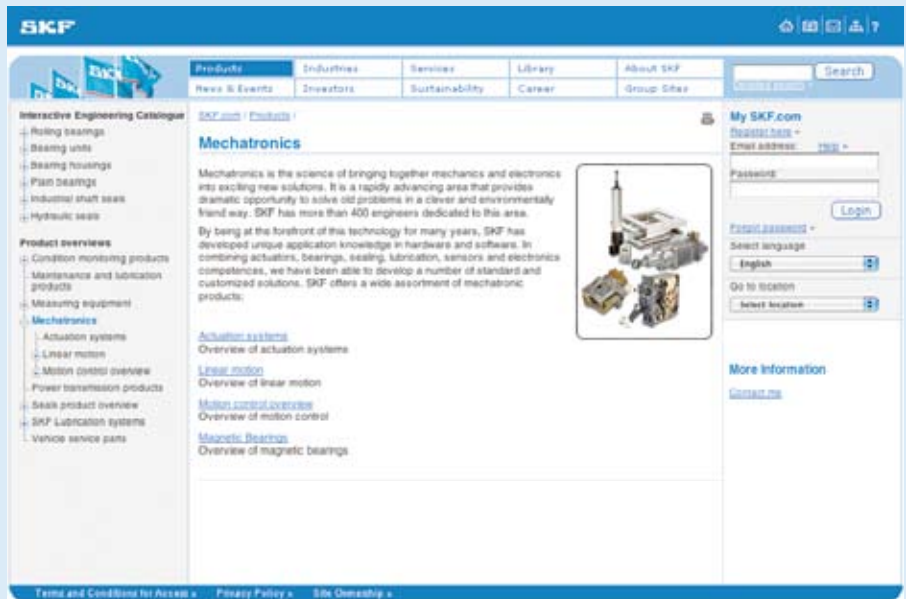 SKF
?
Products Industries Services Library About SKF
News & Events Investors Sustainability Career Group Sites
Search
Interactive Engineering Catalogue
Rolling bearings
Bearing units
Bearing housings
Plain bearings
Industrial shaft seals
Hydraulic seals
Product overviews
Condition monitoring products
Maintenance and lubrication
products
Measuring equipment
Mechatronics
Actuation systems
Linear motion
Motion control overview
Power transmission products
Seals product overview
SKF Lubrication systems
Vehicle service parts
SKF.com / Products /
Mechatronics
Mechatronics is the science of bringing together mechanics and electronics
into exciting new solutions. It is a rapidly advancing area that provides
dramatic opportunity to solve old problems in a clever and environmentally
friend way. SKF has more than 400 engineers dedicated to this area.
By being at the forefront of this technology for many years, SKF has
developed unique application knowledge in hardware and software. In
combining actuators, bearings, sealing, lubrication, sensors and electronics
competences, we have been able to develop a number of standard and
customized solutions. SKF offers a wide assortment of mechatronic
products:
Actuation systems
Overview of actuation systems
Linear motion
Overview of linear motion
Motion control overview
Overview of motion control
Magnetic Bearings
Overview of magnetic bearings
My SKF.com
Register here »
Email address: Help »
Password:
Login
Forgot password »
Select language
English
Go to location
Select location
More Information
Contact me
Terms and Conditions for Access » Privacy Policy » Site Ownership »